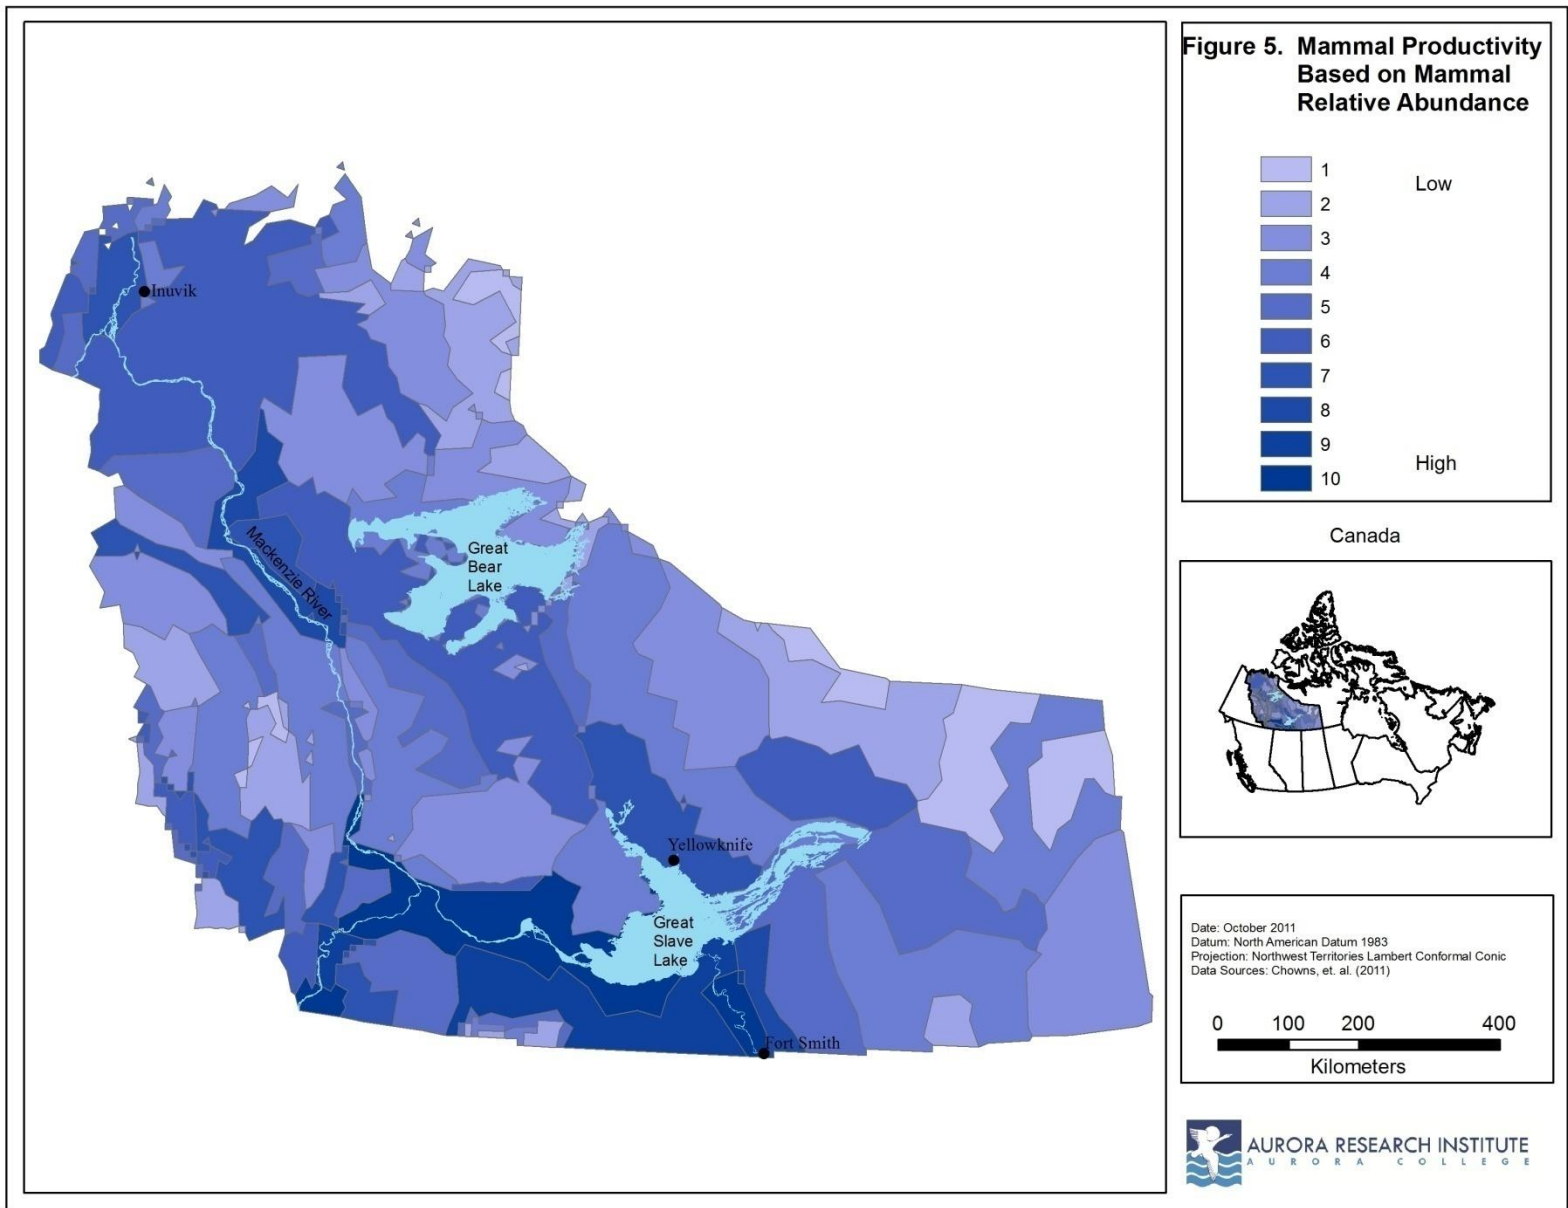 Figure 5. Mammal Productivity
Based on Mammal
Relative Abundance
1
Low
2
3
4
5
6
7
8
9
High
10
Inuvik
Mackenzie River
Great
Bear
Lake
Yellowknife
Great
Slave
Lake
Fort Smith
Canada
Date: October 2011
Datum: North American Datum 1983
Projection: Northwest Territories Lambert Conformal Conic
Data Sources: Chowns, et. al. (2011)
0 100 200 400
Kilometers
AURORA RESEARCH INSTITUTE
AURORA COLLEGE